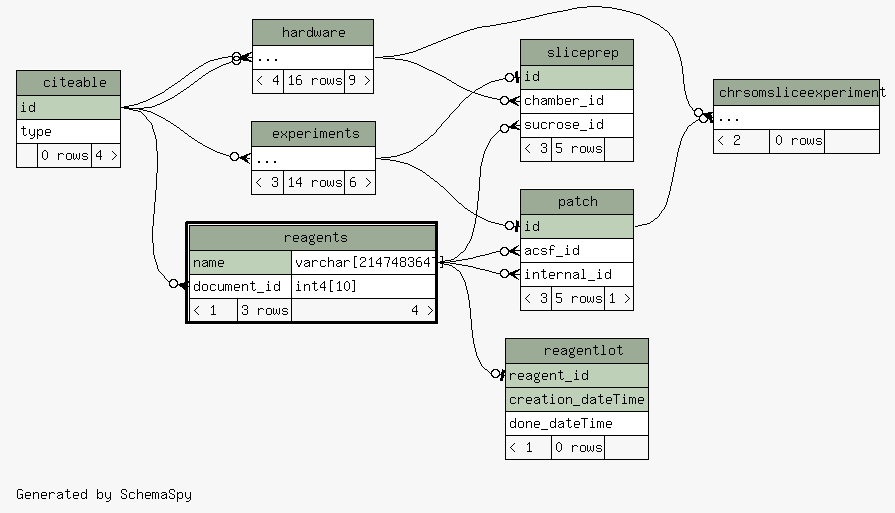 hardware
...
< 4 16 rows 9 >
citeable
id
type
0 rows 4 >
experiments
...
< 3 14 rows 6 >
reagents
name varchar[2147483647]
document_id int4[10]
< 1 3 rows 4 >
sliceprep
id
chamber_id
sucrose_id
< 3 5 rows
patch
id
acsf_id
internal_id
< 3 5 rows 1 >
reagentlot
reagent_id
creation_dateTime
done_dateTime
< 1 0 rows
chrsomsliceexperiment
...
< 2 0 rows
Generated by SchemaSpy